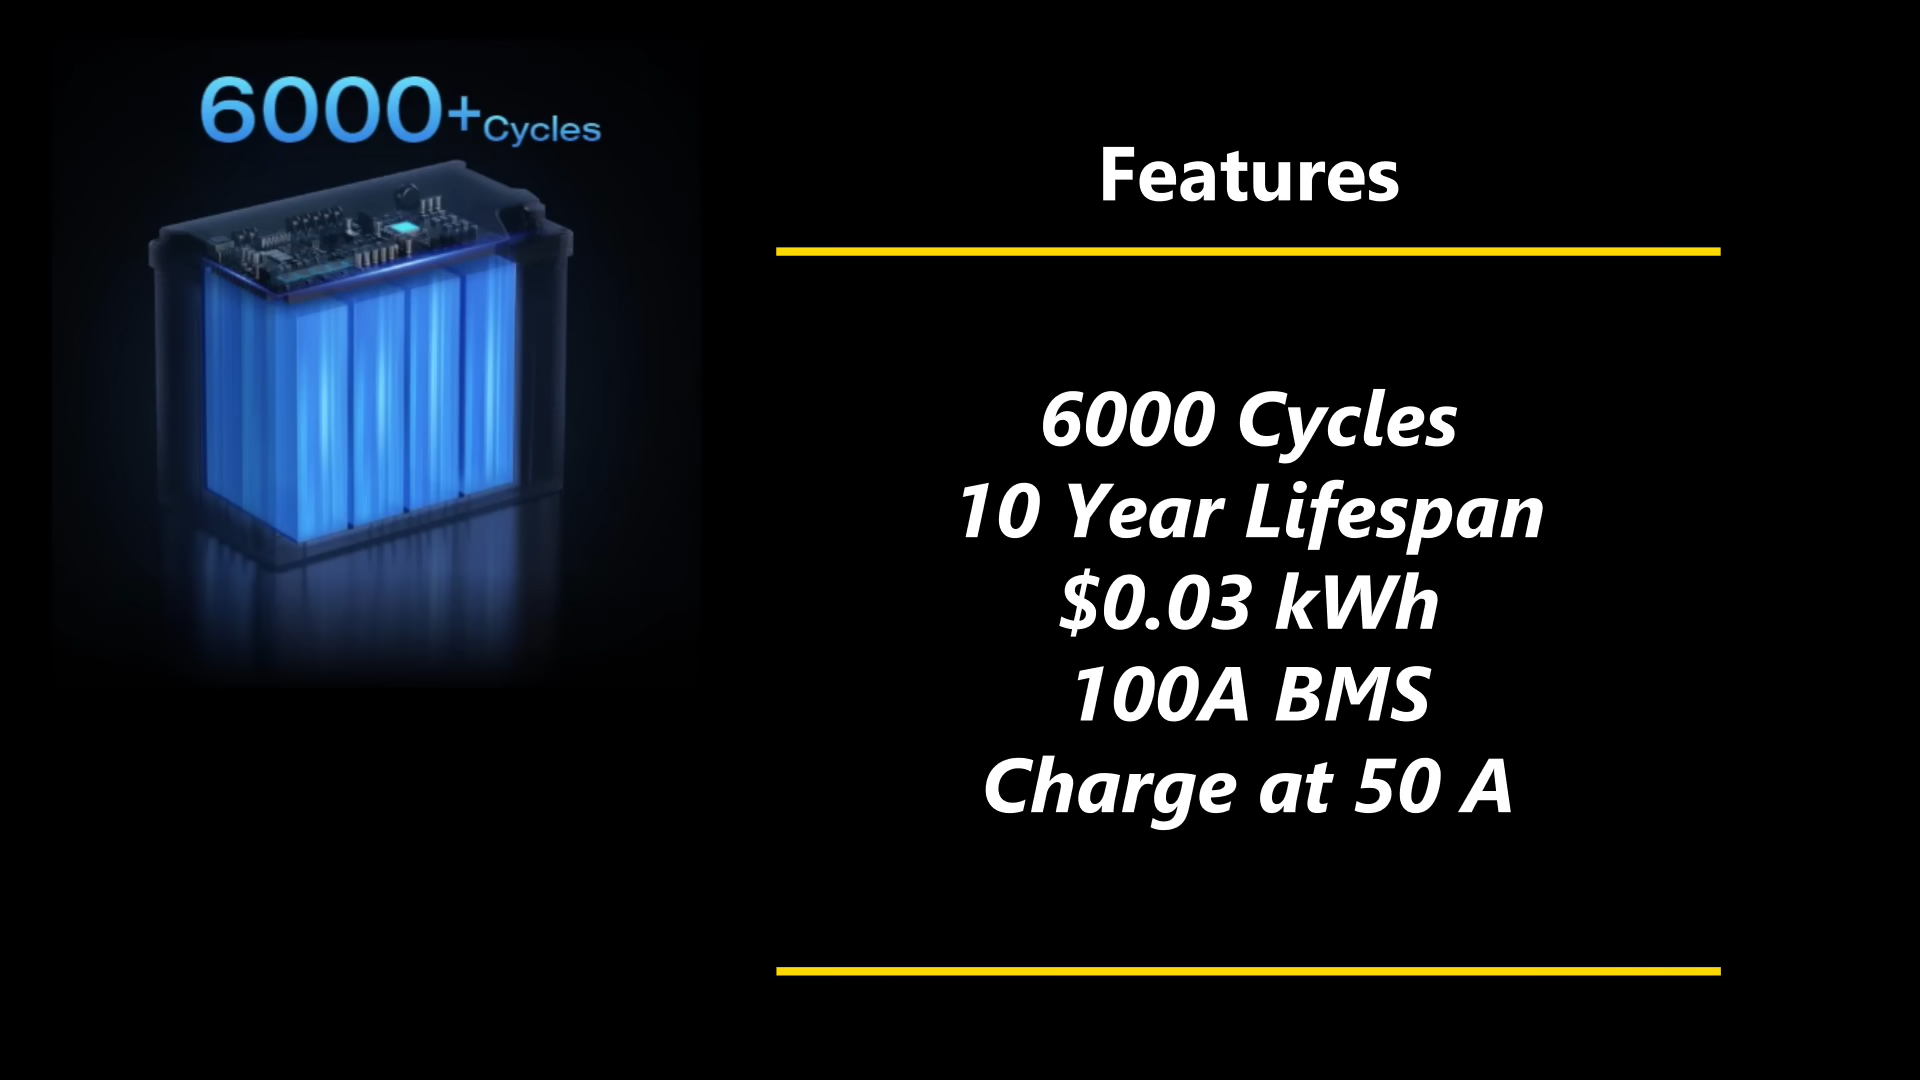 6000+Cycles
Features
6000 Cycles
10 Year Lifespan
$0.03 kWh
100A BMS
Charge at 50 A